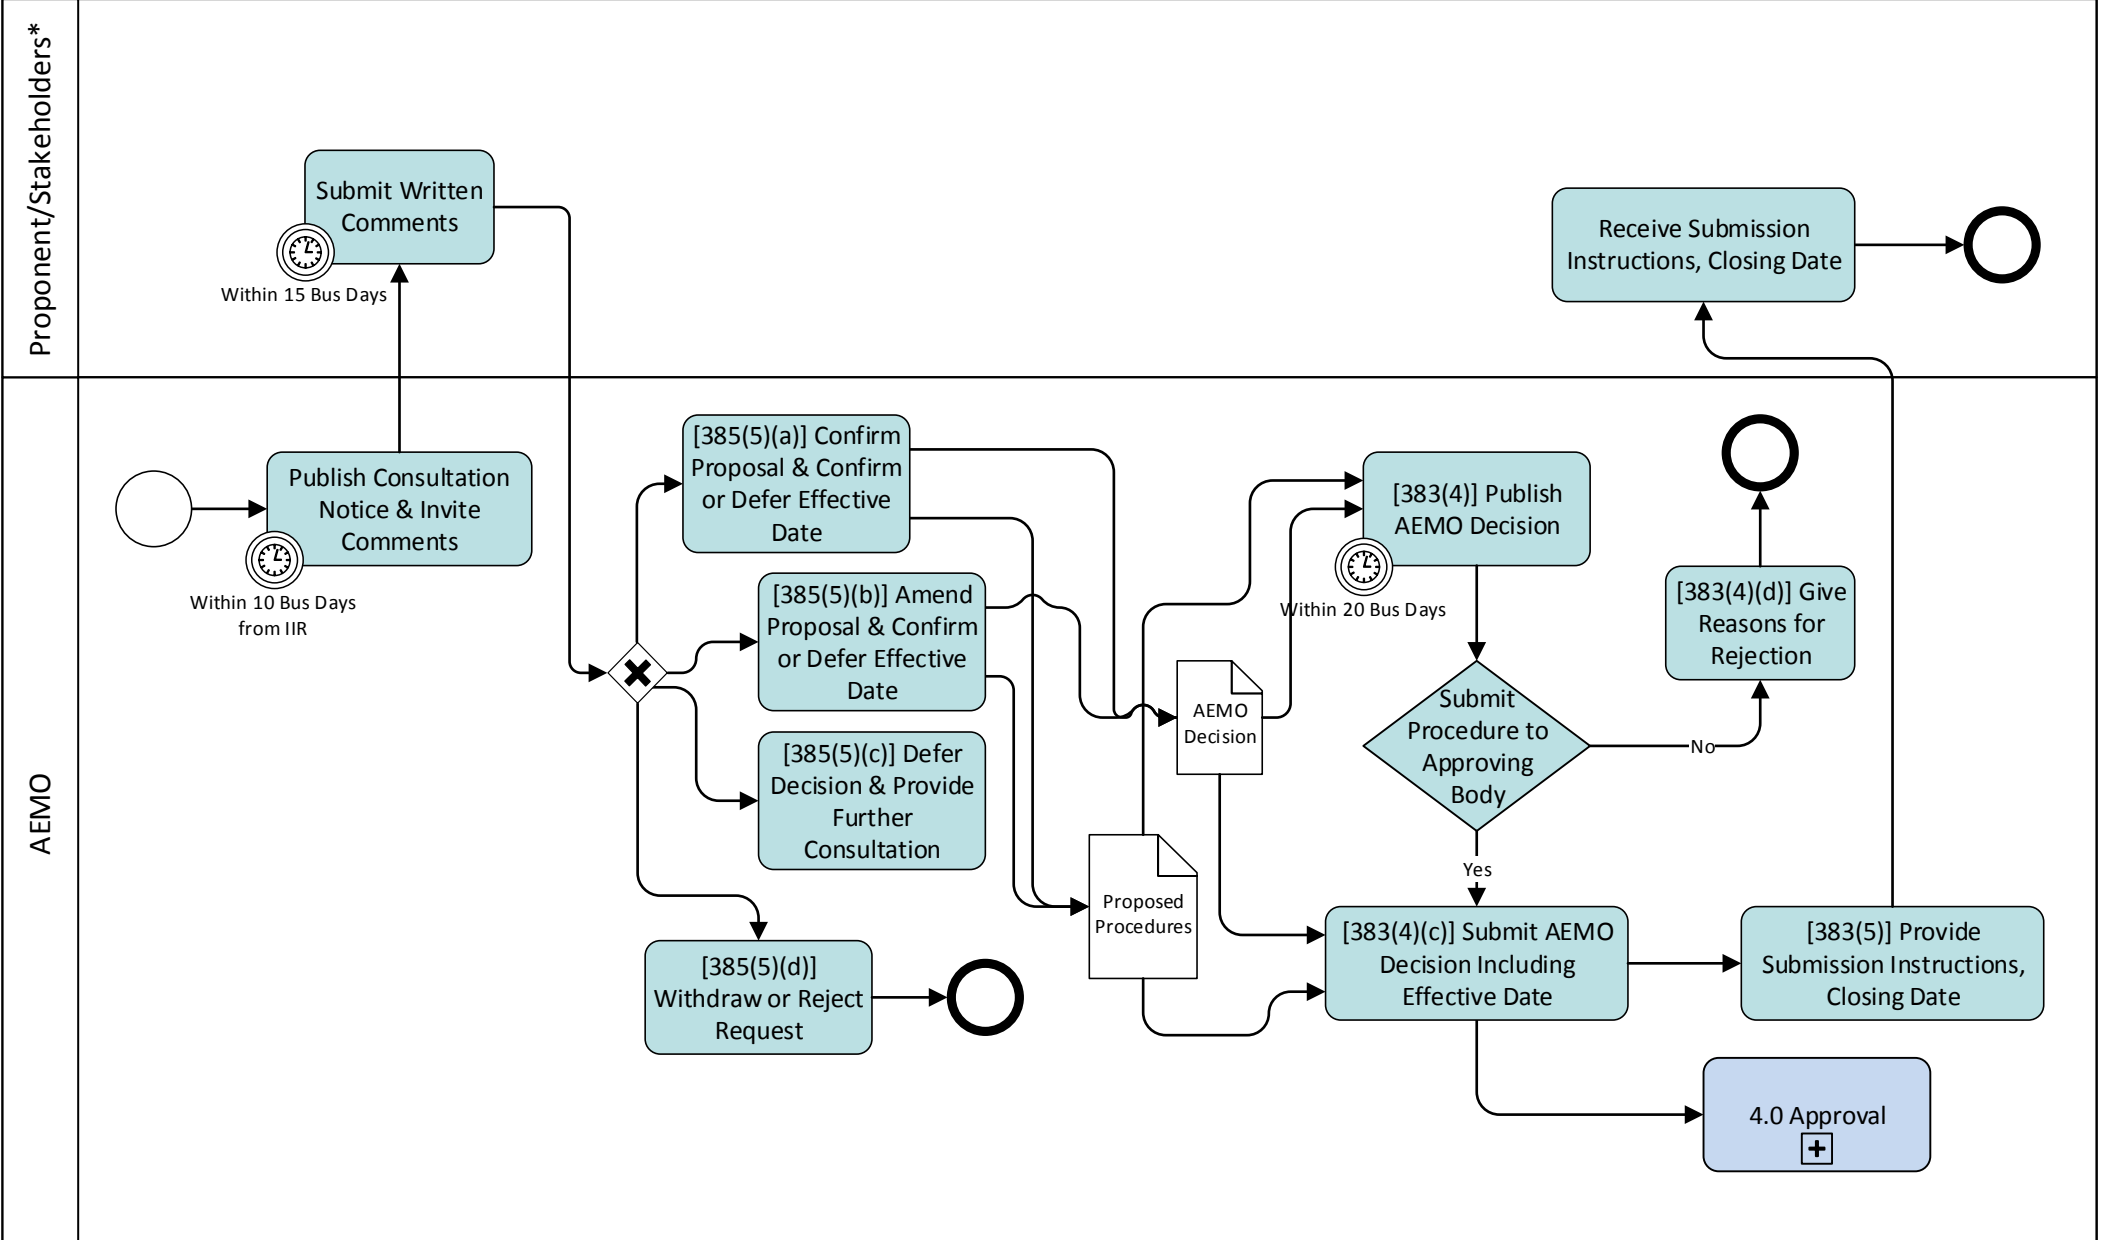 Proponent/Stakeholders*
Submit Written
Comments
Within 15 Bus Days
Receive Submission
Instructions, Closing Date
AEMO
Publish Consultation
Notice & Invite
Comments
Within 10 Bus Days
from IIR
[385(5)(a)] Confirm
Proposal & Confirm
or Defer Effective
Date
[385(5)(b)] Amend
Proposal & Confirm
or Defer Effective
Date
[385(5)(c)] Defer
Decision & Provide
Further
Consultation
[385(5)(d)]
Withdraw or Reject
Request
AEMO
Decision
Proposed
Procedures
[383(4)] Publish
AEMO Decision
Within 20 Bus Days
Submit
Procedure to
Approving
Body
No
Yes
[383(4)(d)] Give
Reasons for
Rejection
[383(4)(c)] Submit AEMO
Decision Including
Effective Date
[383(5)] Provide
Submission Instructions,
Closing Date
4.0 Approval